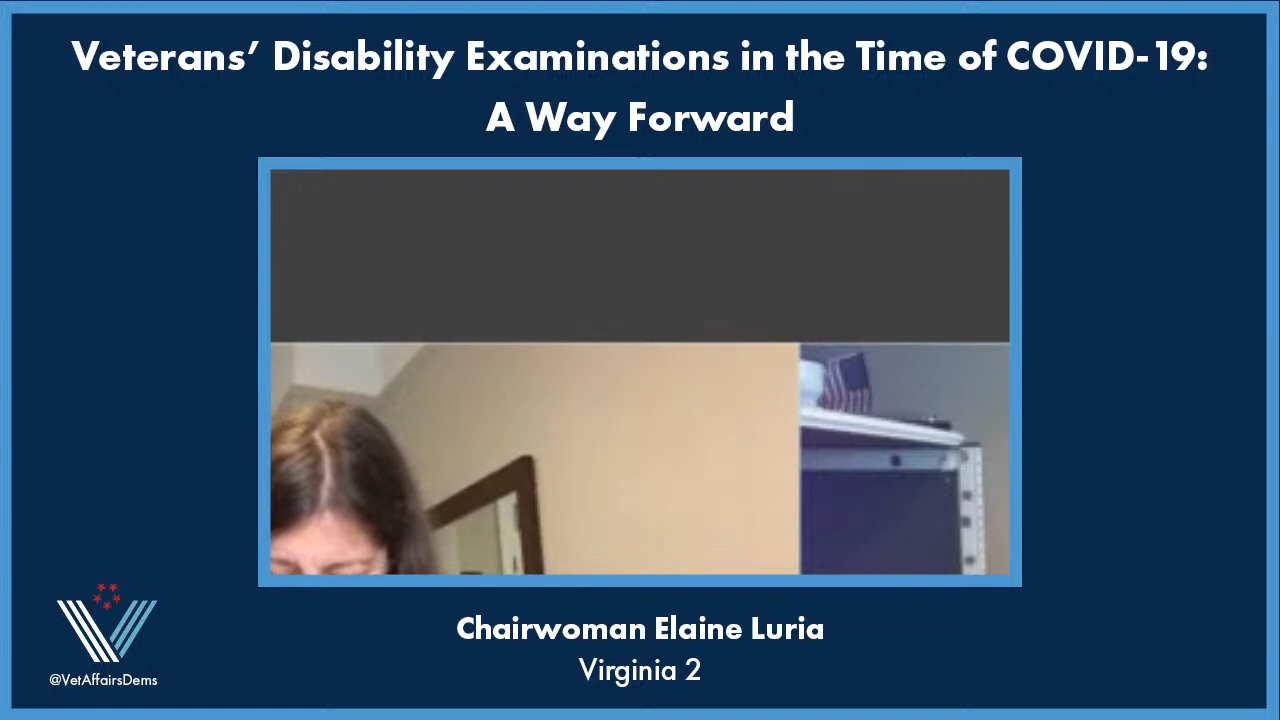 Veterans’ Disability Examinations in the Time of COVID-19:
A Way Forward
Chairwoman Elaine Luria
Virginia 2
@VetAffairsDems